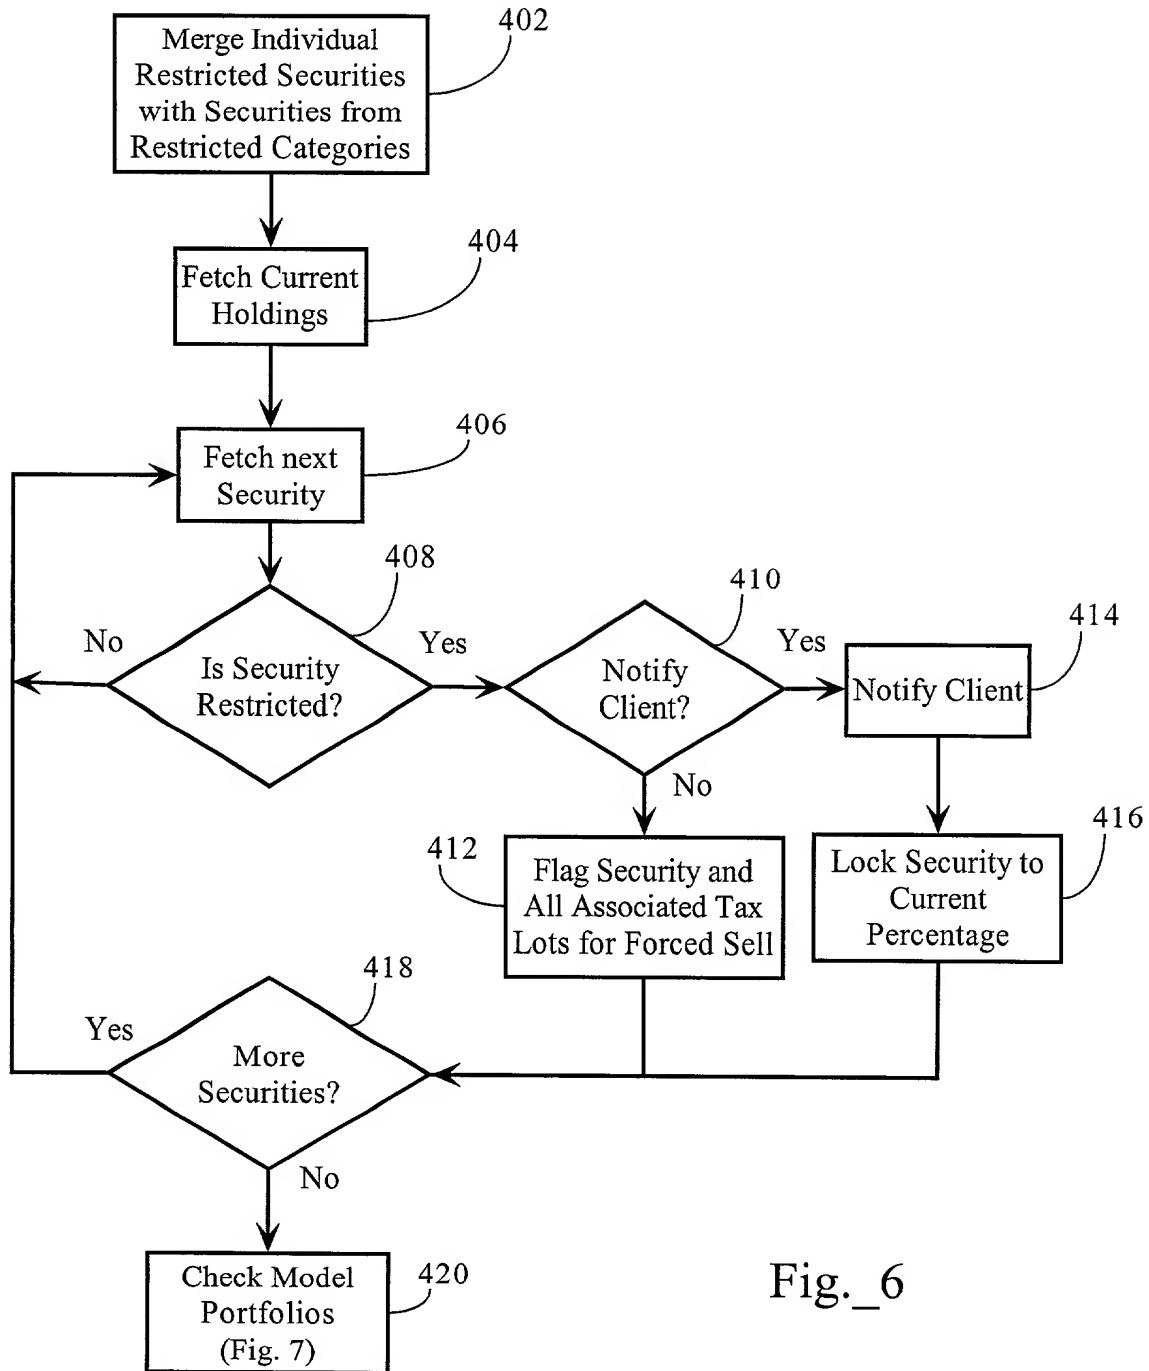 402
Merge Individual
Restricted Securities
with Securities from
Restricted Categories
404
Fetch Current
Holdings
406
Fetch next
Security
408
410
414
No
Is Security
Restricted?
Yes
Notify
Client?
Yes
Notify Client
No
412
Flag Security and
All Associated Tax
Lots for Forced Sell
416
Lock Security to
Current
Percentage
418
Yes
More
Securities?
No
420
Check Model
Portfolios
(Fig. 7)
Fig._6